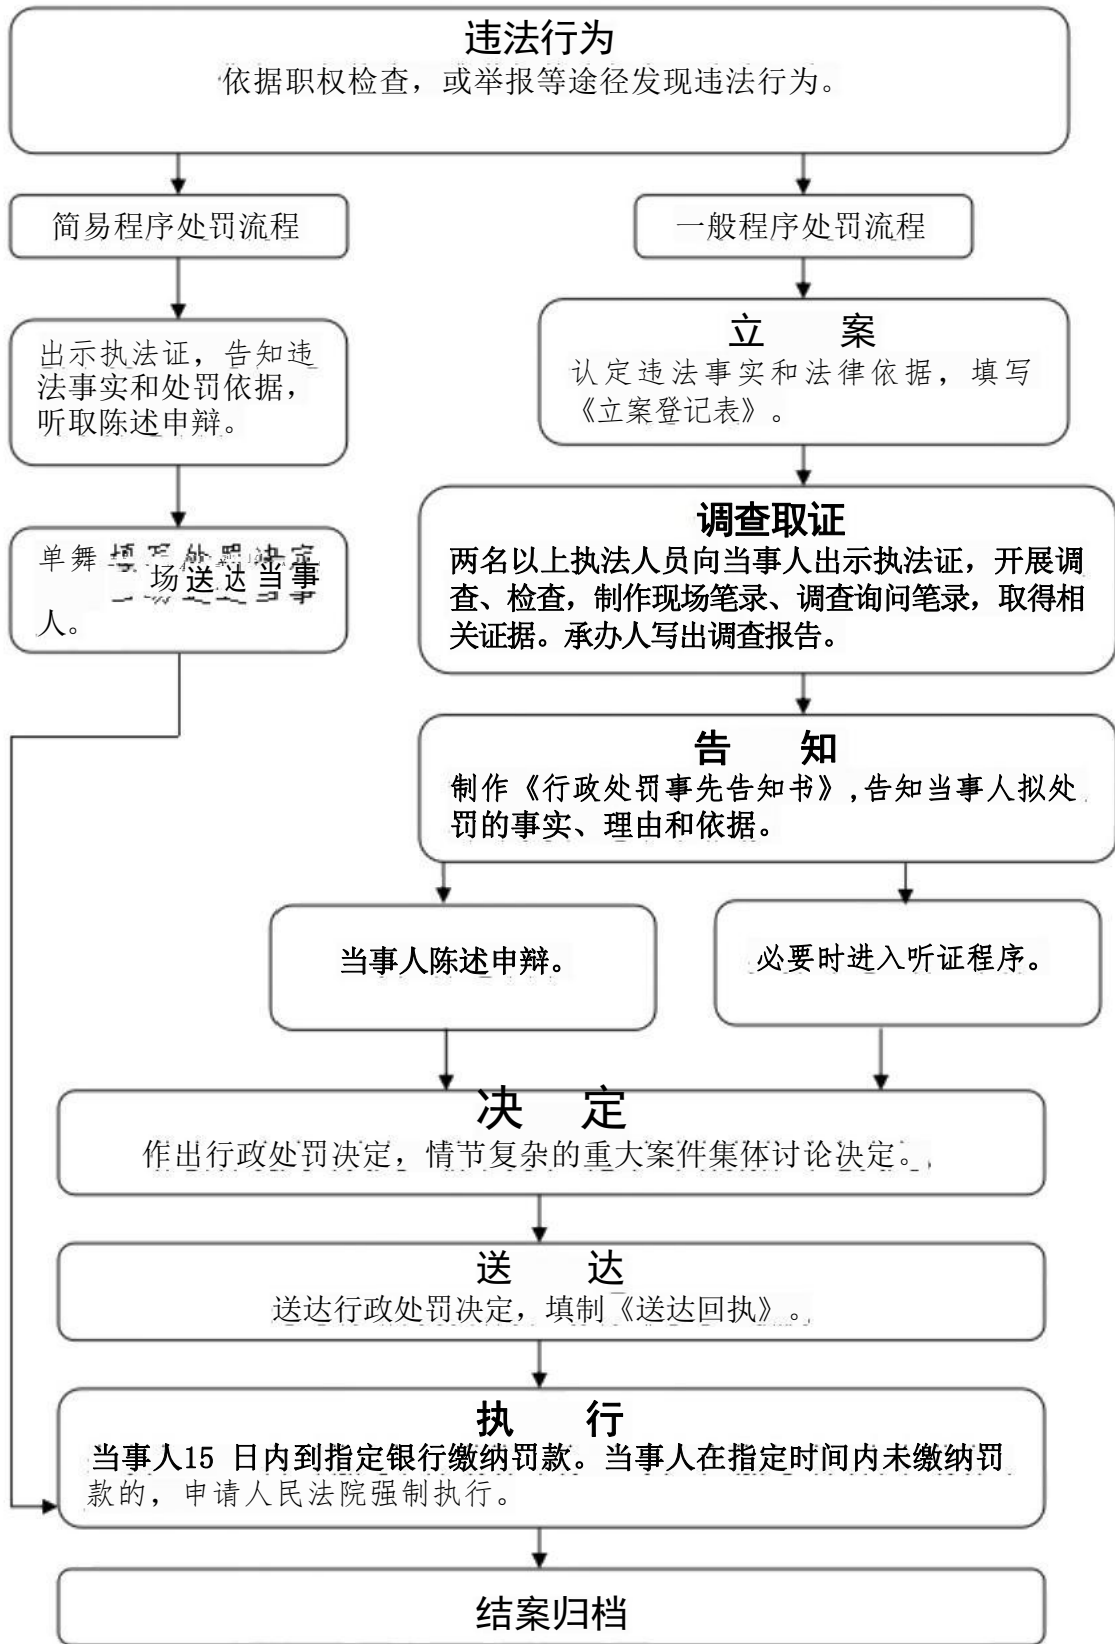 违法行为
依据职权检查，或举报等途径发现违法行为。
简易程序处罚流程
一般程序处罚流程
出示执法证，告知违
法事实和处罚依据，
听取陈述申辩。
立 案
认定违法事实和法律依据，填写
《立案登记表》。
单舞填写处罚决定
场送达当事
人。
调查取证
两名以上执法人员向当事人出示执法证，开展调
查、检查，制作现场笔录、调查询问笔录，取得相
关证据。承办人写出调查报告。
告 知
制作《行政处罚事先告知书》,告知当事人拟处
罚的事实、理由和依据。
当事人陈述申辩。
必要时进入听证程序。
决 定
作出行政处罚决定，情节复杂的重大案件集体讨论决定。
送 达
送达行政处罚决定，填制《送达回执》。
执 行
当事人15 日内到指定银行缴纳罚款。当事人在指定时间内未缴纳罚
款的，申请人民法院强制执行。
结案归档